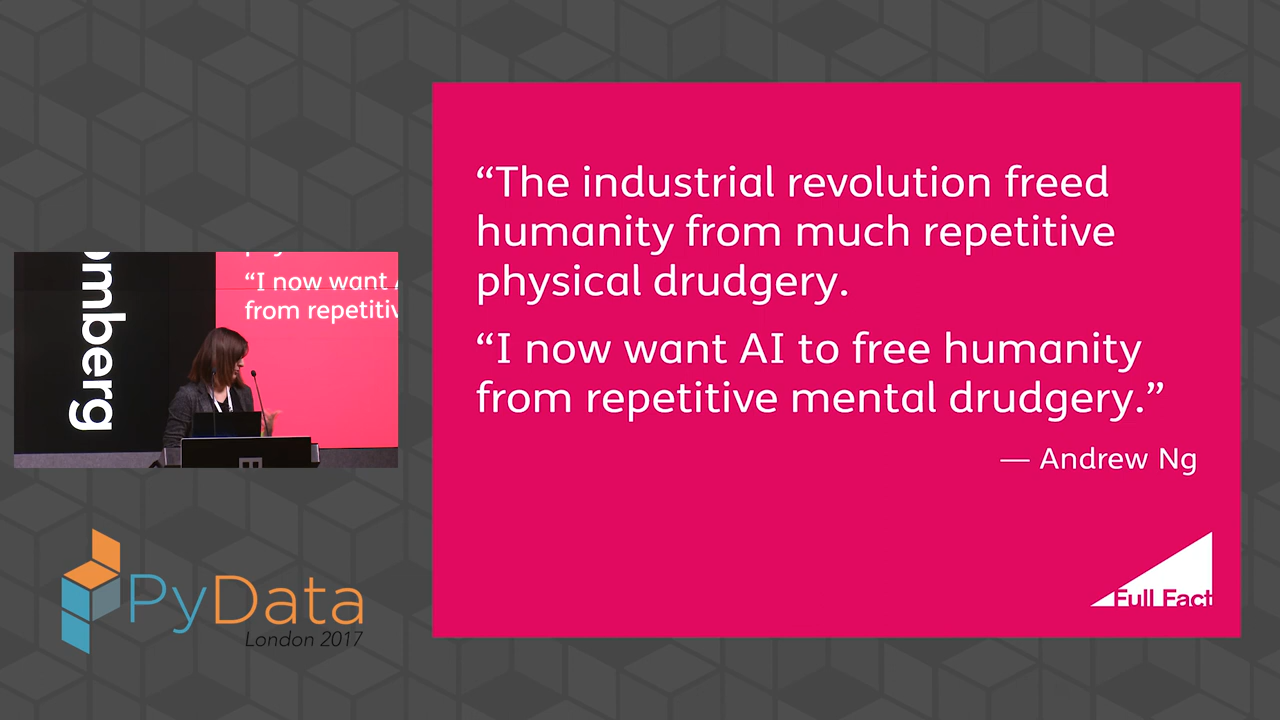 “The industrial revolution freed
humanity from much repetitive
physical drudgery.
“I now want AI to free humanity
from repetitive mental drudgery.”
— Andrew Ng
Full Fact
omberg
“I now want
from repetitiv
PyData
London 2017